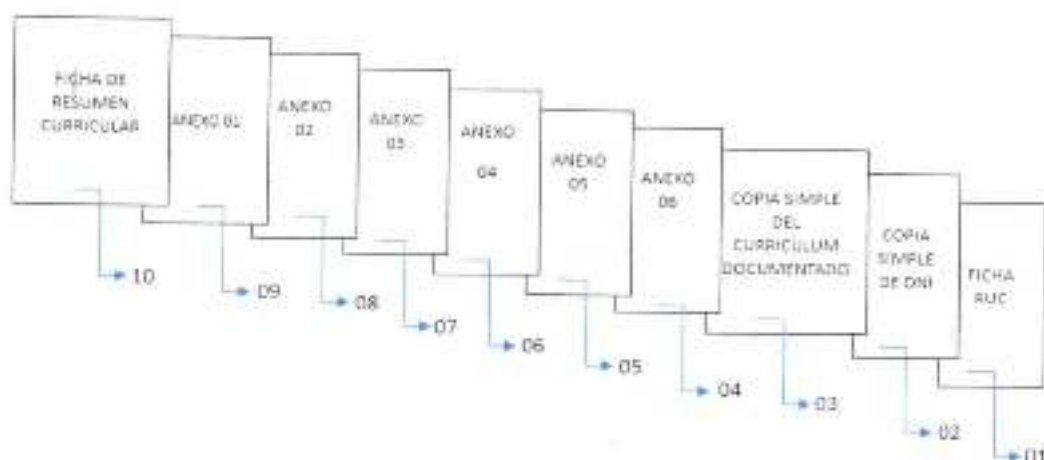 FICHA DE
RESUMEN
CURRICULAR
ANEXO 01
ANEXO
02
ANEXO
03
ANEXO
04
ANEXO
05
ANEXO
06
COPIA SIMPLE
DEL
CURRICULUM
DOCUMENTADO
COPIA
SIMPLE
DE DNI
FICHA
RUC
10
09
08
07
06
05
04
03
02
01